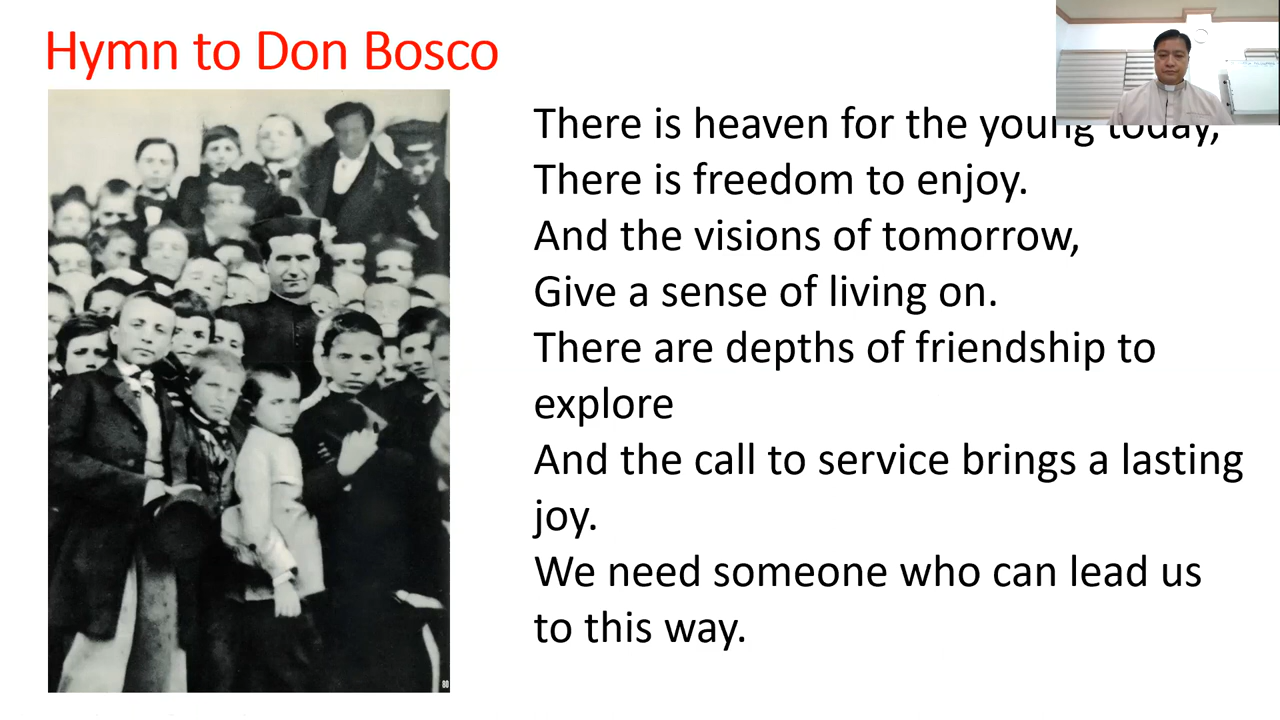 Hymn to Don Bosco
There is heaven for the young today,
There is freedom to enjoy.
And the visions of tomorrow,
Give a sense of living on.
There are depths of friendship to
explore
And the call to service brings a lasting
joy.
We need someone who can lead us
to this way.